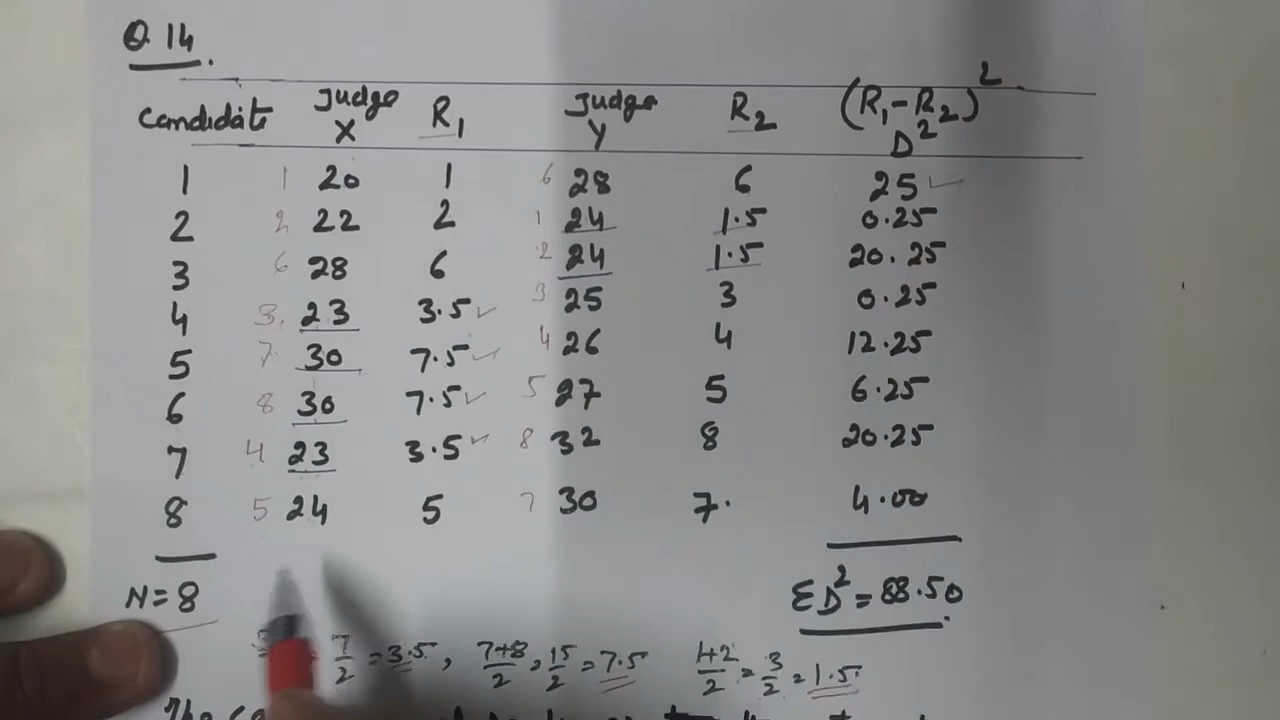 Q.14.
Candidate Judge X R1 Judge Y R2 (R1-R2)² D²
1 1 20 1 6 28 6 25 ✓
2 2, 22 2 1 24 1.5 0.25
3 6 28 6 2 24 1.5 20.25
4 3, 23 3.5 ✓ 3 25 3 0.25
5 7. 30 7.5 ✓ 4 26 4 12.25
6 8 30 7.5 ✓ 5 27 5 6.25
7 4 23 3.5 ✓ 8 32 8 20.25
8 5 24 5 7 30 7. 4.00
N=8 ΣD²=88.50.
7/2=3.5, 7+8/2=15/2=7.5 1+2/2=3/2=1.5
The